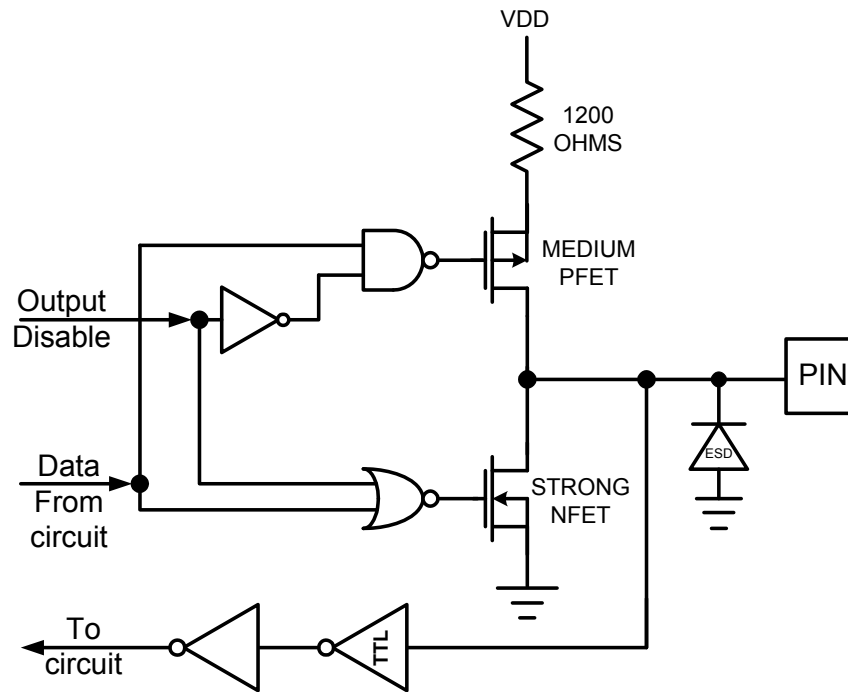 VDD
1200
OHMS
MEDIUM
PFET
Output
Disable
PIN
ESD
Data
From
circuit
STRONG
NFET
To
circuit
TTL